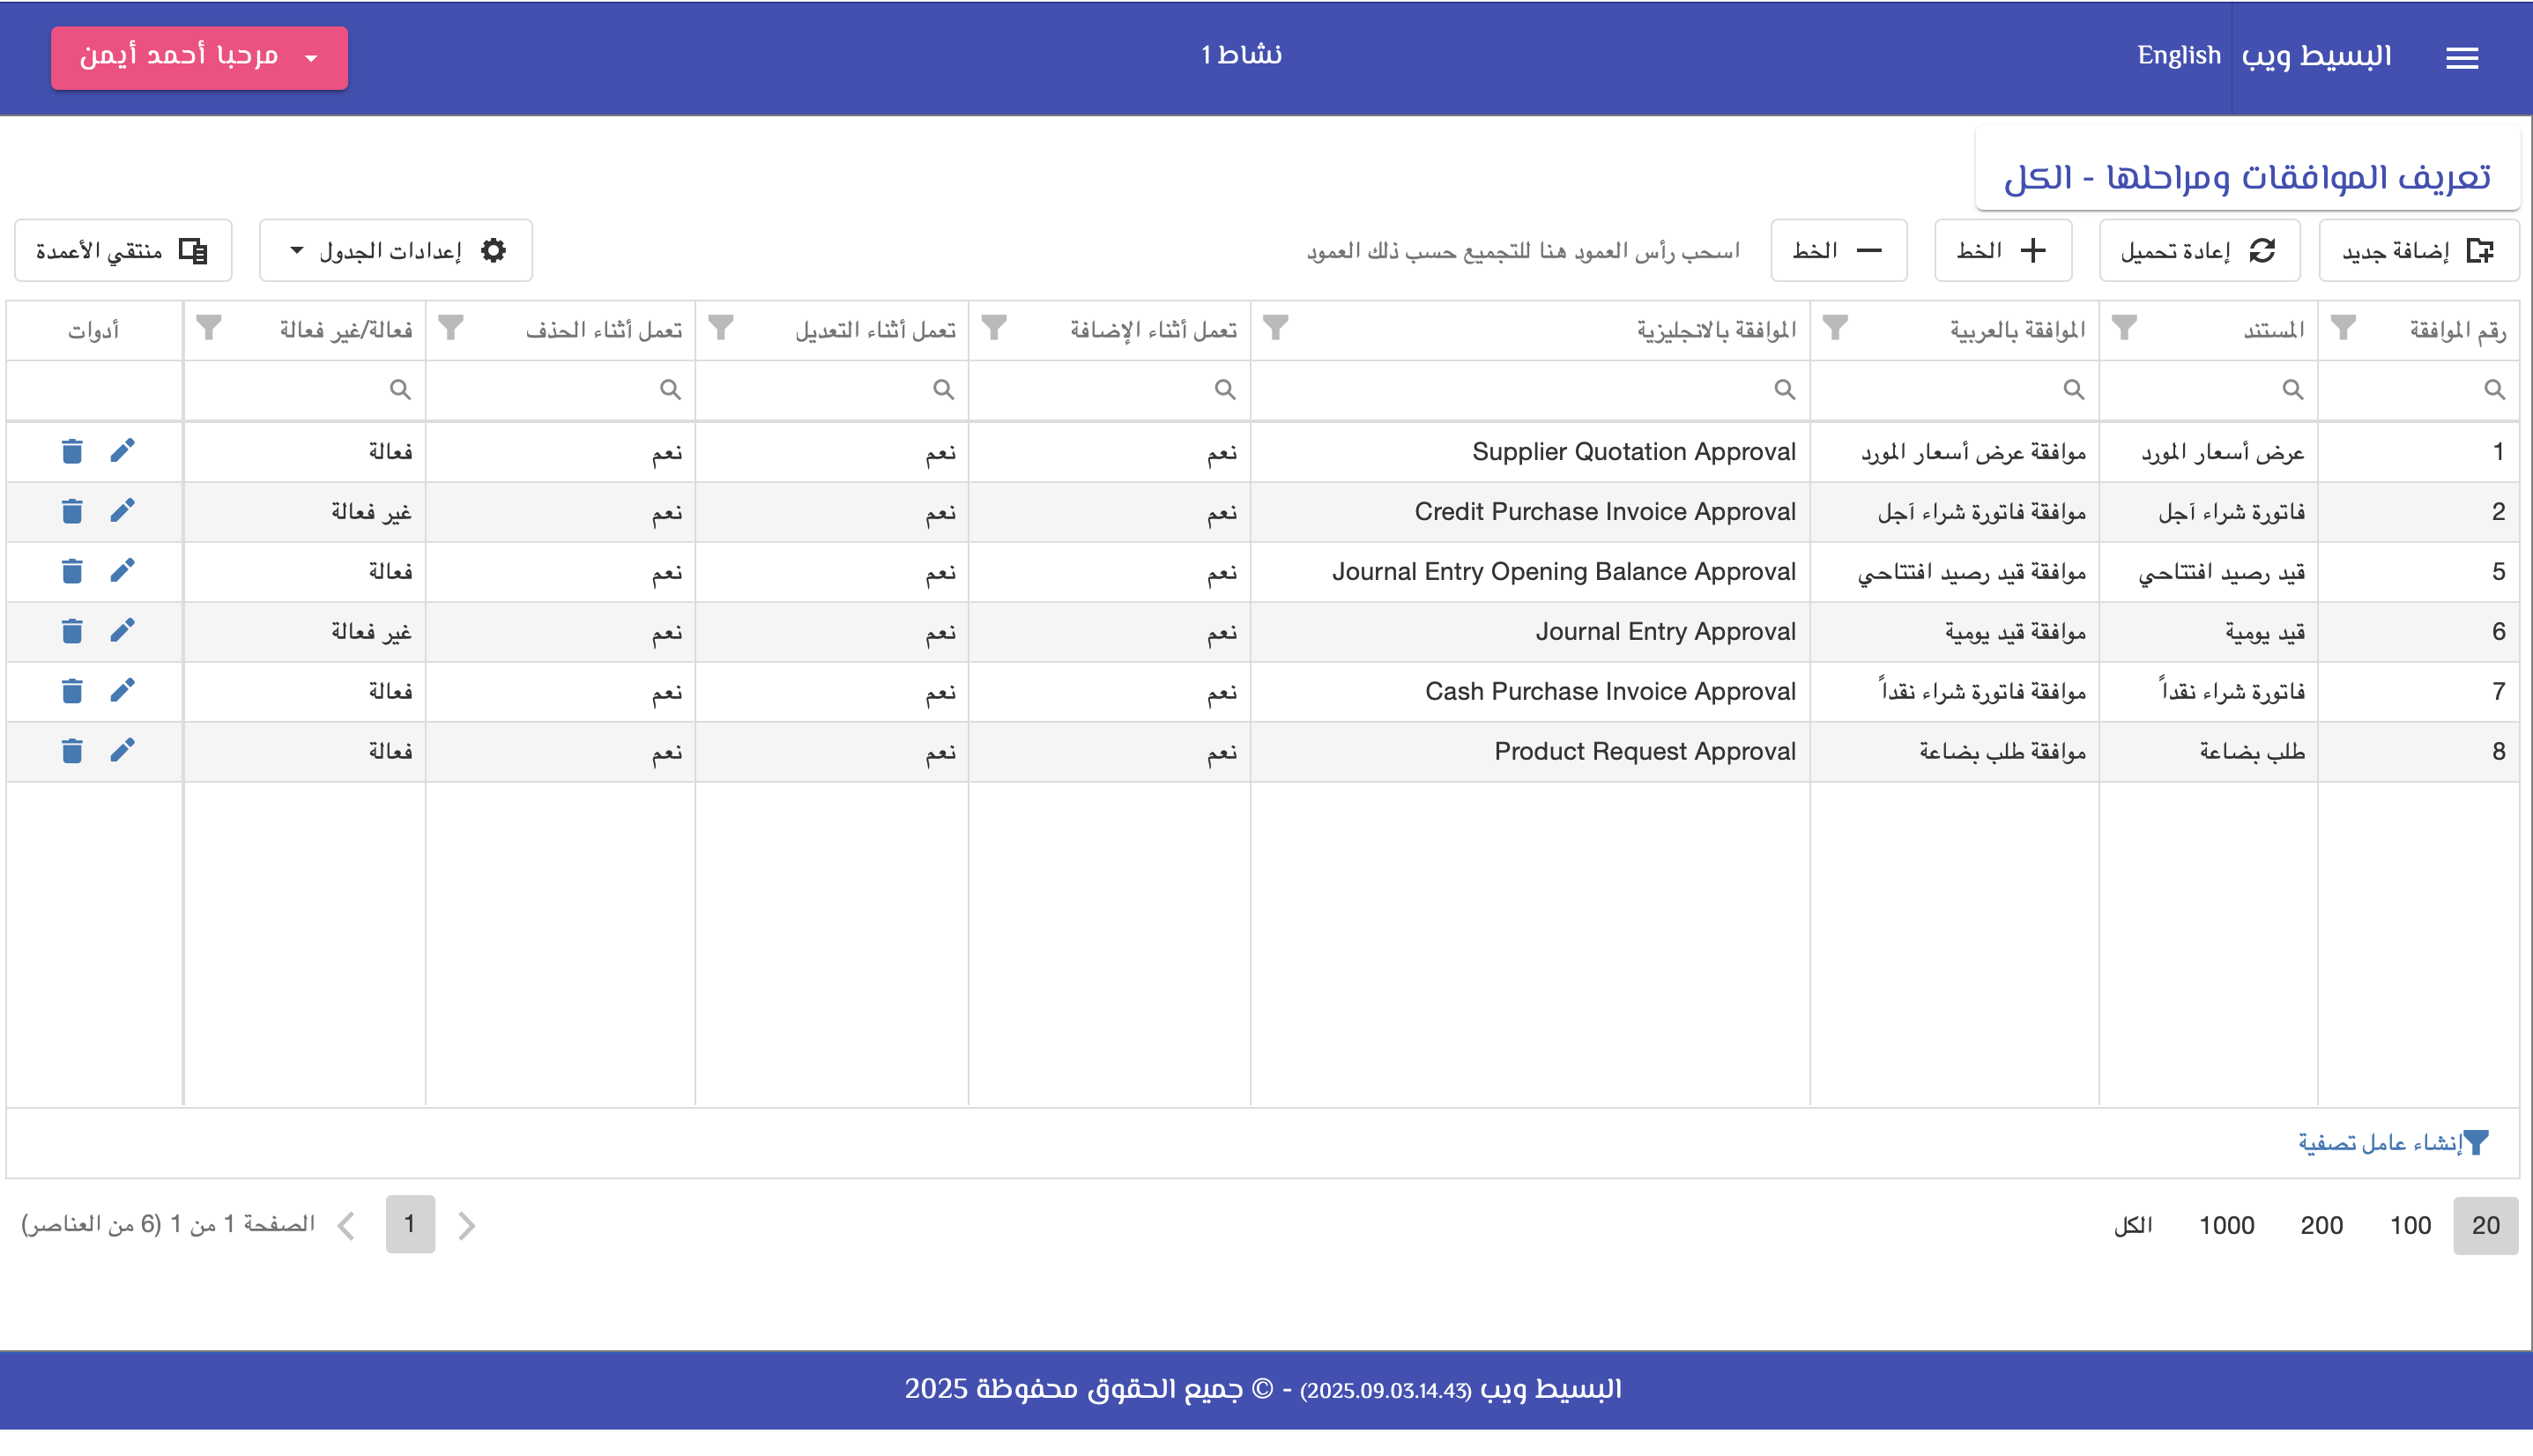 البسيط ويب English نشاط 1 مرحبا أحمد أيمن
تعريف الموافقات ومراحلها - الكل
إضافة جديد إعادة تحميل + الخط — الخط اسحب رأس العمود هنا للتجميع حسب ذلك العمود إعدادات الجدول منتقي الأعمدة
رقم الموافقة المستند الموافقة بالعربية الموافقة بالانجليزية تعمل أثناء الإضافة تعمل أثناء التعديل تعمل أثناء الحذف فعالة/غير فعالة أدوات
1 عرض أسعار المورد موافقة عرض أسعار المورد Supplier Quotation Approval نعم نعم نعم فعالة
2 فاتورة شراء آجل موافقة فاتورة شراء آجل Credit Purchase Invoice Approval نعم نعم نعم غير فعالة
5 قيد رصيد افتتاحي موافقة قيد رصيد افتتاحي Journal Entry Opening Balance Approval نعم نعم نعم فعالة
6 قيد يومية موافقة قيد يومية Journal Entry Approval نعم نعم نعم غير فعالة
7 فاتورة شراء نقداً موافقة فاتورة شراء نقداً Cash Purchase Invoice Approval نعم نعم نعم فعالة
8 طلب بضاعة موافقة طلب بضاعة Product Request Approval نعم نعم نعم فعالة
إنشاء عامل تصفية
20 100 200 1000 الكل 1 الصفحة 1 من 1 (6 من العناصر)
البسيط ويب (2025.09.03.14.43) - © جميع الحقوق محفوظة 2025